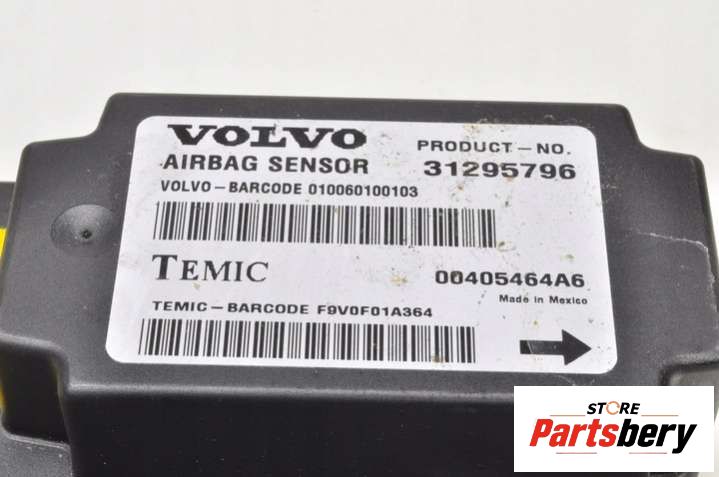 VOLVO
PRODUCT-NO.
AIRBAG SENSOR
31295796
VOLVO-BARCODE 010060100103
TEMIC
00405464A6
Made in Mexico
TEMIC-BARCODE F9V0F01A364
STORE
Partsbery